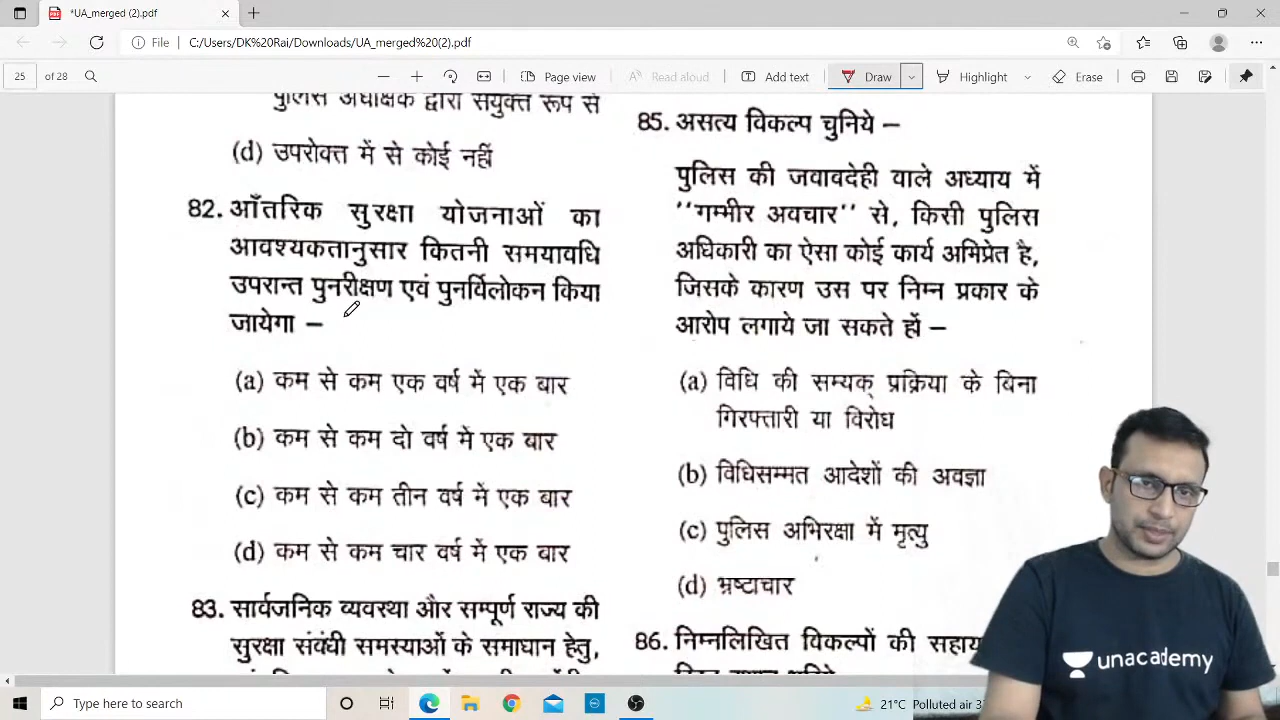 *UA_merged (2).pdf
File
C:/Users/DK%20Rai/Downloads/UA_merged%20(2).pdf
25 of 28
Page view
Read aloud
Add text
Draw
Highlight
Erase
पुलिस अधीक्षक द्वारा संयुक्त रूप से
(d) उपरोक्त में से कोई नहीं
82. आँतरिक सुरक्षा योजनाओं का
आवश्यकतानुसार कितनी समयावधि
उपरान्त पुनरीक्षण एवं पुनर्विलोकन किया
जायेगा –
(a) कम से कम एक वर्ष में एक बार
(b) कम से कम दो वर्ष में एक बार
(c) कम से कम तीन वर्ष में एक बार
(d) कम से कम चार वर्ष में एक बार
83. सार्वजनिक व्यवस्था और सम्पूर्ण राज्य की
सुरक्षा संबंधी समस्याओं के समाधान हेतु,
85. असत्य विकल्प चुनिये –
पुलिस की जवावदेही वाले अध्याय में
‘‘गम्भीर अवचार’’ से, किसी पुलिस
अधिकारी का ऐसा कोई कार्य अभिप्रेत है,
जिसके कारण उस पर निम्न प्रकार के
आरोप लगाये जा सकते हों –
(a) विधि की सम्यक् प्रक्रिया के बिना
गिरफ्तारी या विरोध
(b) विधिसम्मत आदेशों की अवज्ञा
(c) पुलिस अभिरक्षा में मृत्यु
(d) भ्रष्टाचार
86. निम्नलिखित विकल्पों की
unacademy
Type here to search
21°C Polluted air